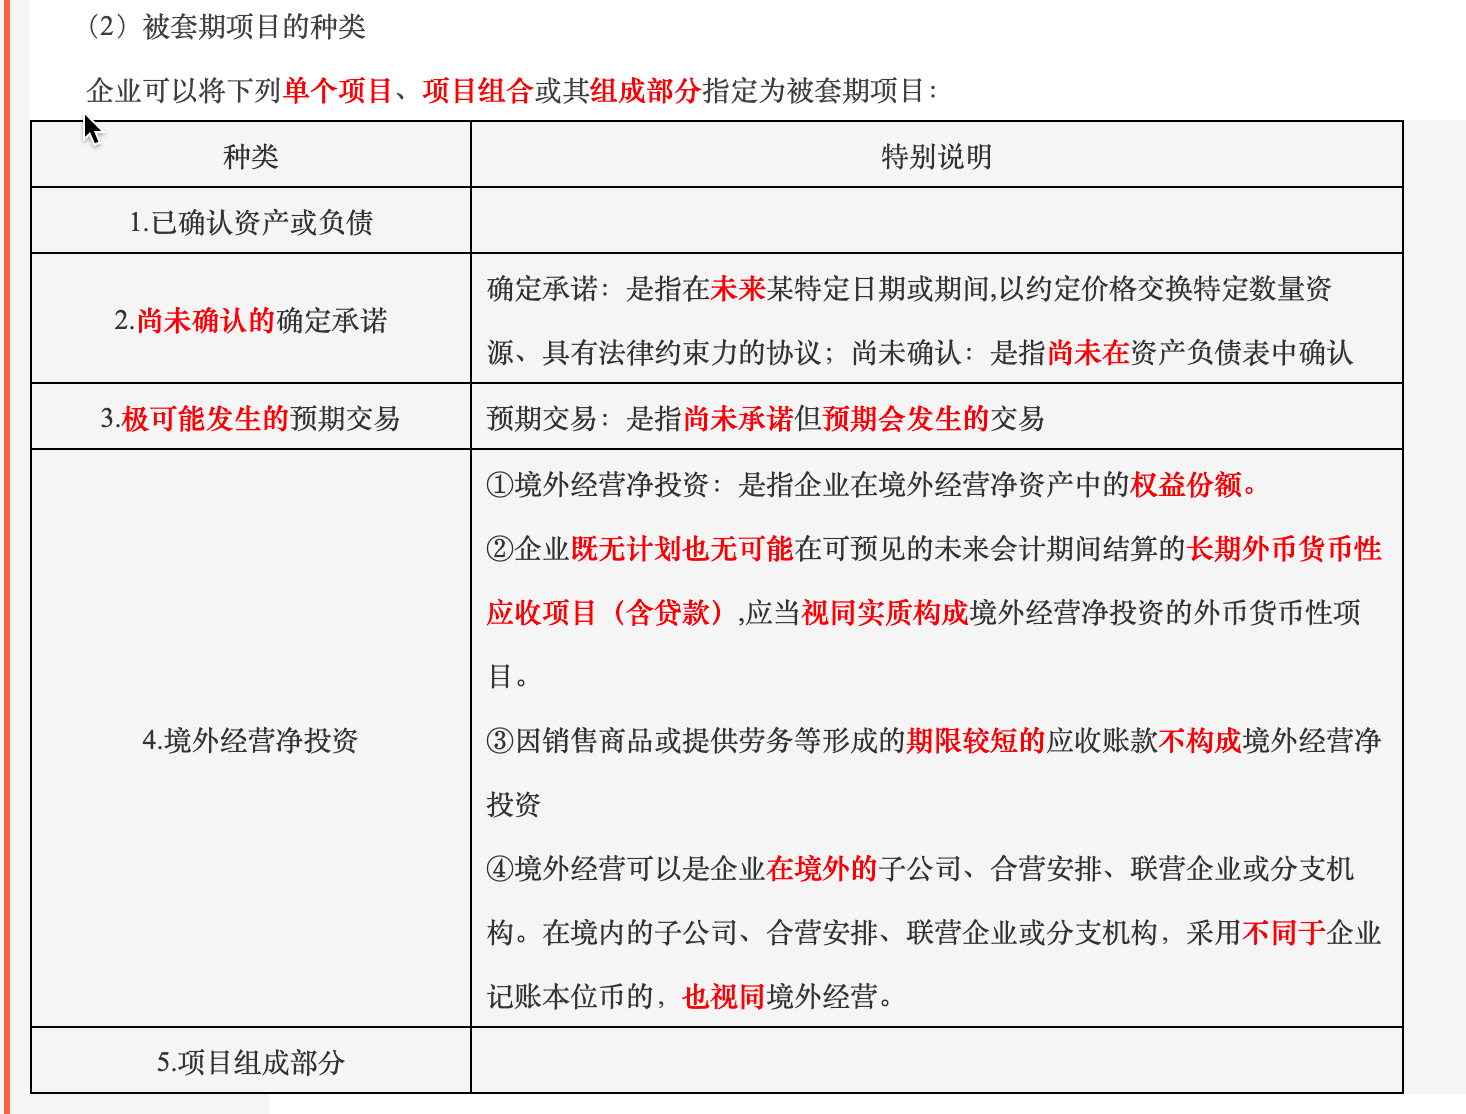 （2）被套期项目的种类
企业可以将下列单个项目、项目组合或其组成部分指定为被套期项目：
种类
特别说明
1.已确认资产或负债
2.尚未确认的确定承诺
确定承诺：是指在未来某特定日期或期间,以约定价格交换特定数量资
源、具有法律约束力的协议；尚未确认：是指尚未在资产负债表中确认
3.极可能发生的预期交易
预期交易：是指尚未承诺但预期会发生的交易
4.境外经营净投资
①境外经营净投资：是指企业在境外经营净资产中的权益份额。
②企业既无计划也无可能在可预见的未来会计期间结算的长期外币货币性
应收项目（含贷款）,应当视同实质构成境外经营净投资的外币货币性项
目。
③因销售商品或提供劳务等形成的期限较短的应收账款不构成境外经营净
投资
④境外经营可以是企业在境外的子公司、合营安排、联营企业或分支机
构。在境内的子公司、合营安排、联营企业或分支机构，采用不同于企业
记账本位币的，也视同境外经营。
5.项目组成部分